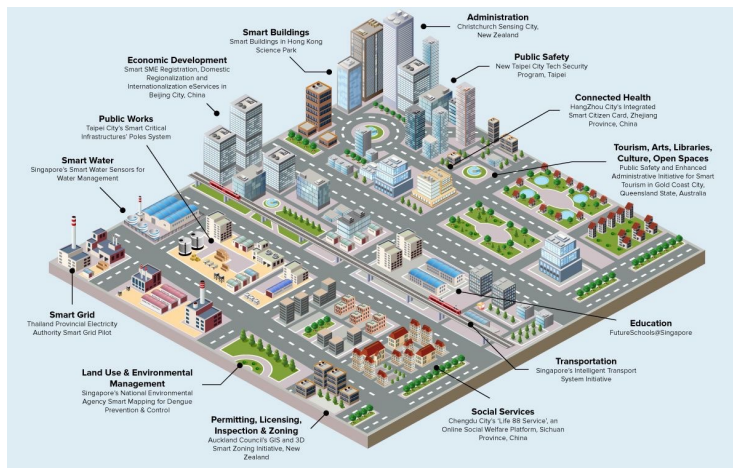 Administration
Christchurch Sensing City,
New Zealand
Smart Buildings
Smart Buildings in Hong Kong
Science Park
Public Safety
New Taipei City Tech Security
Program, Taipei
Economic Development
Smart SME Registration, Domestic
Regionalization and
Internationalization eServices in
Beijing City, China
Connected Health
HangZhou City's Integrated
Smart Citizen Card, Zhejiang
Province, China
Public Works
Taipei City's Smart Critical
Infrastructures' Poles System
Tourism, Arts, Libraries,
Culture, Open Spaces
Public Safety and Enhanced
Administrative Initiative for Smart
Tourism in Gold Coast City,
Queensland State, Australia
Smart Water
Singapore's Smart Water Sensors for
Water Management
Smart Grid
Thailand Provincial Electricity
Authority Smart Grid Pilot
Education
FutureSchools@Singapore
Transportation
Singapore's Intelligent Transport
System Initiative
Land Use & Environmental
Management
Singapore's National Environmental
Agency Smart Mapping for Dengue
Prevention & Control
Social Services
Chengdu City's 'Life 88 Service', an
Online Social Welfare Platform, Sichuan
Province, China
Permitting, Licensing,
Inspection & Zoning
Auckland Council's GIS and 3D
Smart Zoning Initiative, New
Zealand